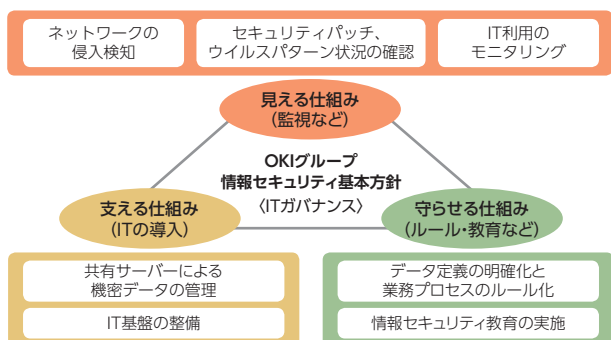 ネットワークの
侵入検知
セキュリティパッチ、
ウイルスパターン状況の確認
IT利用の
モニタリング
見える仕組み
(監視など)
OKIグループ
情報セキュリティ基本方針
〈ITガバナンス〉
支える仕組み
(ITの導入)
守らせる仕組み
(ルール・教育など)
共有サーバーによる
機密データの管理
IT基盤の整備
データ定義の明確化と
業務プロセスのルール化
情報セキュリティ教育の実施